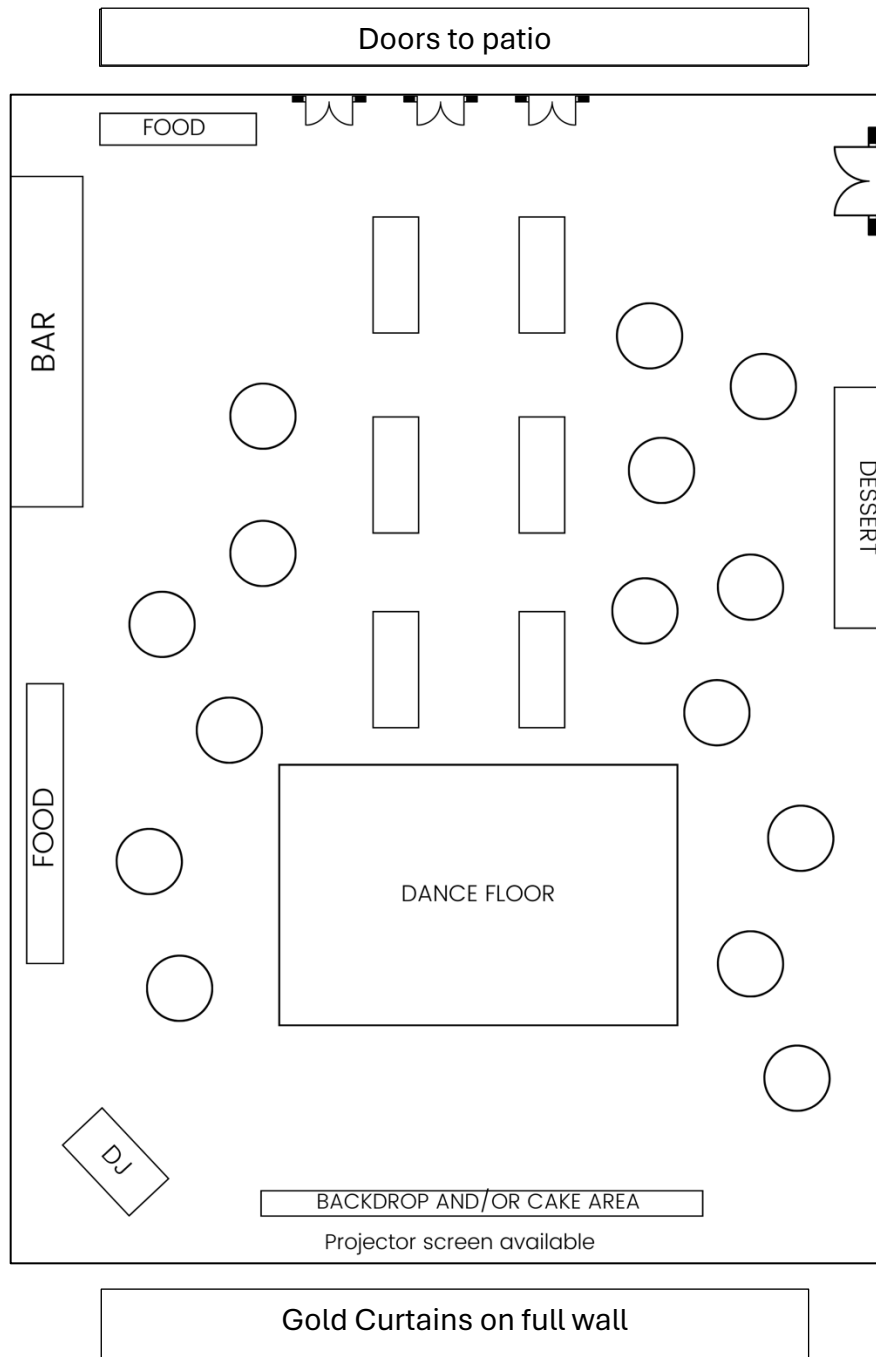 Doors to patio
FOOD
BAR
DESSERT
FOOD
DANCE FLOOR
DJ
BACKDROP AND/OR CAKE AREA
Projector screen available
Gold Curtains on full wall